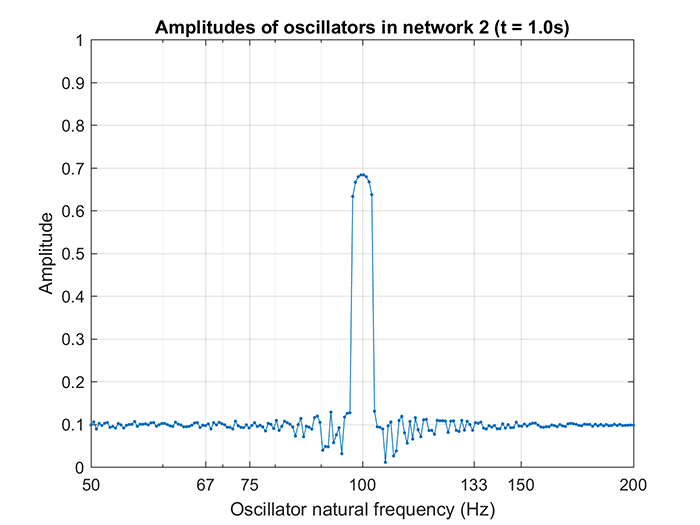 Amplitudes of oscillators in network 2 (t = 1.0s)
1
0.9
0.8
0.7
0.6
0.5
0.4
0.3
0.2
0.1
0
Amplitude
50 67 75 100 133 150 200
Oscillator natural frequency (Hz)